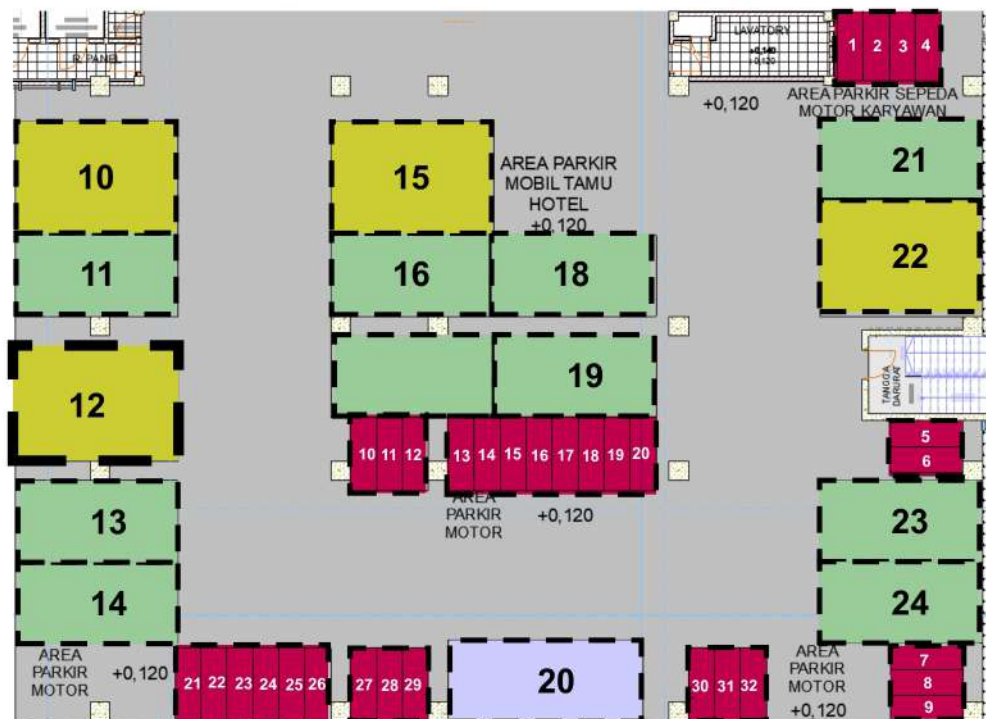 R. PANEL
LAVATORY
+0,140
+0,120
1 2 3 4
+0,120
AREA PARKIR SEPEDA
MOTOR KARYAWAN
10
15
AREA PARKIR
MOBIL TAMU
HOTEL
+0,120
21
11
16
18
22
12
19
TANGGA
DARURAT
10 11 12
13 14 15 16 17 18 19 20
5
6
AREA
PARKIR
MOTOR
+0,120
13
23
14
24
AREA
PARKIR
MOTOR
+0,120
21 22 23 24 25 26
27 28 29
20
30 31 32
AREA
PARKIR
MOTOR
+0,120
7
8
9